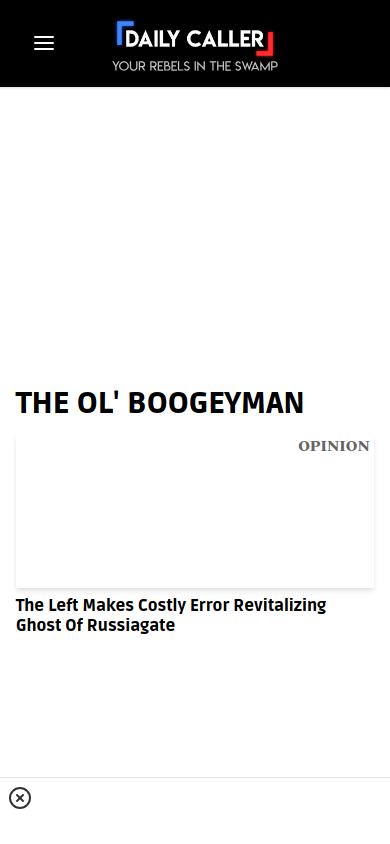 DAILY CALLER
YOUR REBELS IN THE SWAMP
THE OL' BOOGEYMAN
OPINION
The Left Makes Costly Error Revitalizing
Ghost Of Russiagate